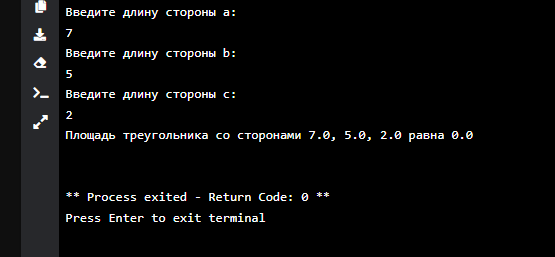 Введите длину стороны a:
7
Введите длину стороны b:
5
Введите длину стороны c:
2
Площадь треугольника со сторонами 7.0, 5.0, 2.0 равна 0.0
** Process exited - Return Code: 0 **
Press Enter to exit terminal